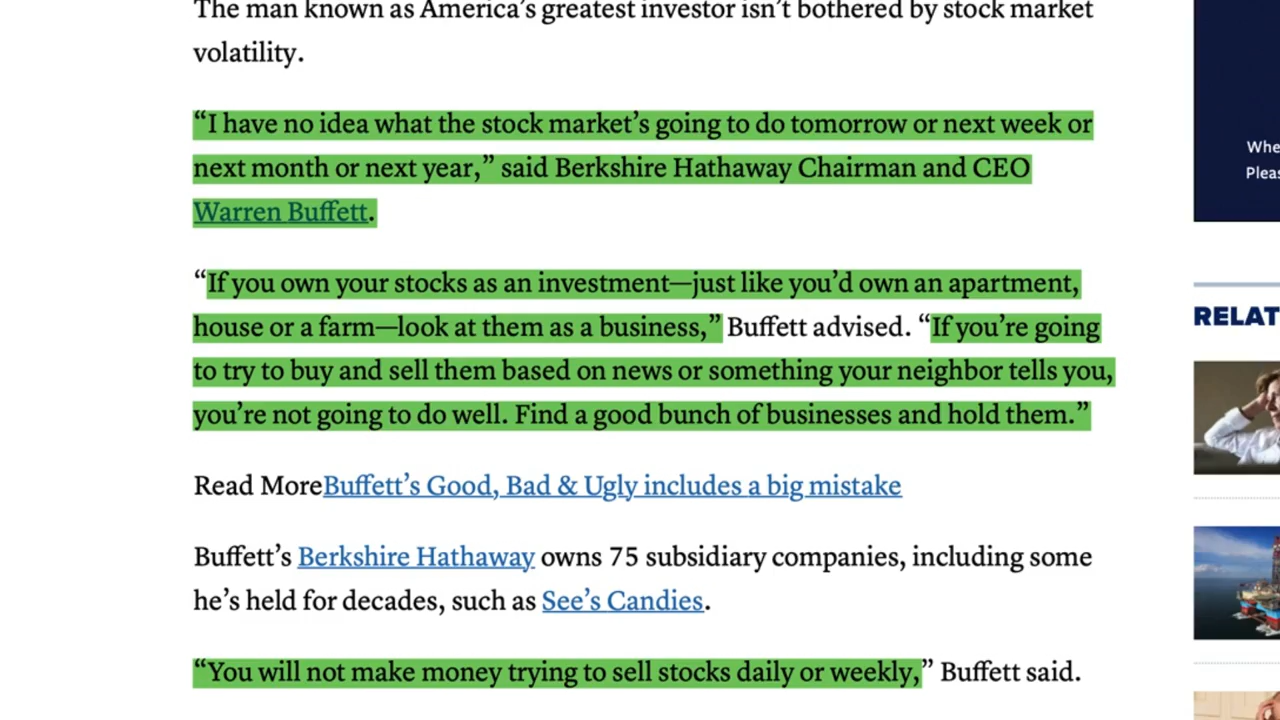 The man known as America’s greatest investor isn’t bothered by stock market
volatility.
“I have no idea what the stock market’s going to do tomorrow or next week or
next month or next year,” said Berkshire Hathaway Chairman and CEO
Warren Buffett.
“If you own your stocks as an investment—just like you’d own an apartment,
house or a farm—look at them as a business,” Buffett advised. “If you’re going
to try to buy and sell them based on news or something your neighbor tells you,
you’re not going to do well. Find a good bunch of businesses and hold them.”
Read MoreBuffett’s Good, Bad & Ugly includes a big mistake
Buffett’s Berkshire Hathaway owns 75 subsidiary companies, including some
he’s held for decades, such as See’s Candies.
“You will not make money trying to sell stocks daily or weekly,” Buffett said.
Whe
Pleas
RELAT